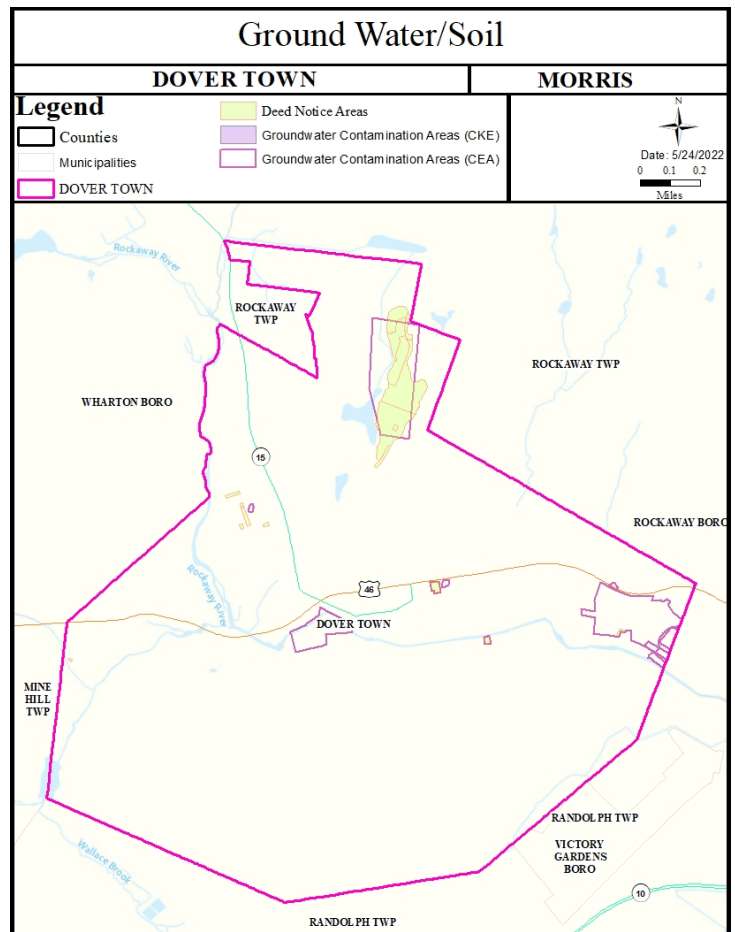 Ground Water/Soil
DOVER TOWN
MORRIS
Legend
Counties
Municipalities
DOVER TOWN
Deed Notice Areas
Groundwater Contamination Areas (CKE)
Groundwater Contamination Areas (CEA)
N
Date: 5/24/2022
0 0.1 0.2
Miles
Rockaway River
ROCKAWAY
TWP
ROCKAWAY TWP
WHARTON BORO
15
ROCKAWAY BORO
Rockaway River
46
DOVER TOWN
MINE
HILL
TWP
RANDOLPH TWP
VICTORY
GARDENS
BORO
Wallace Brook
10
RANDOLPH TWP